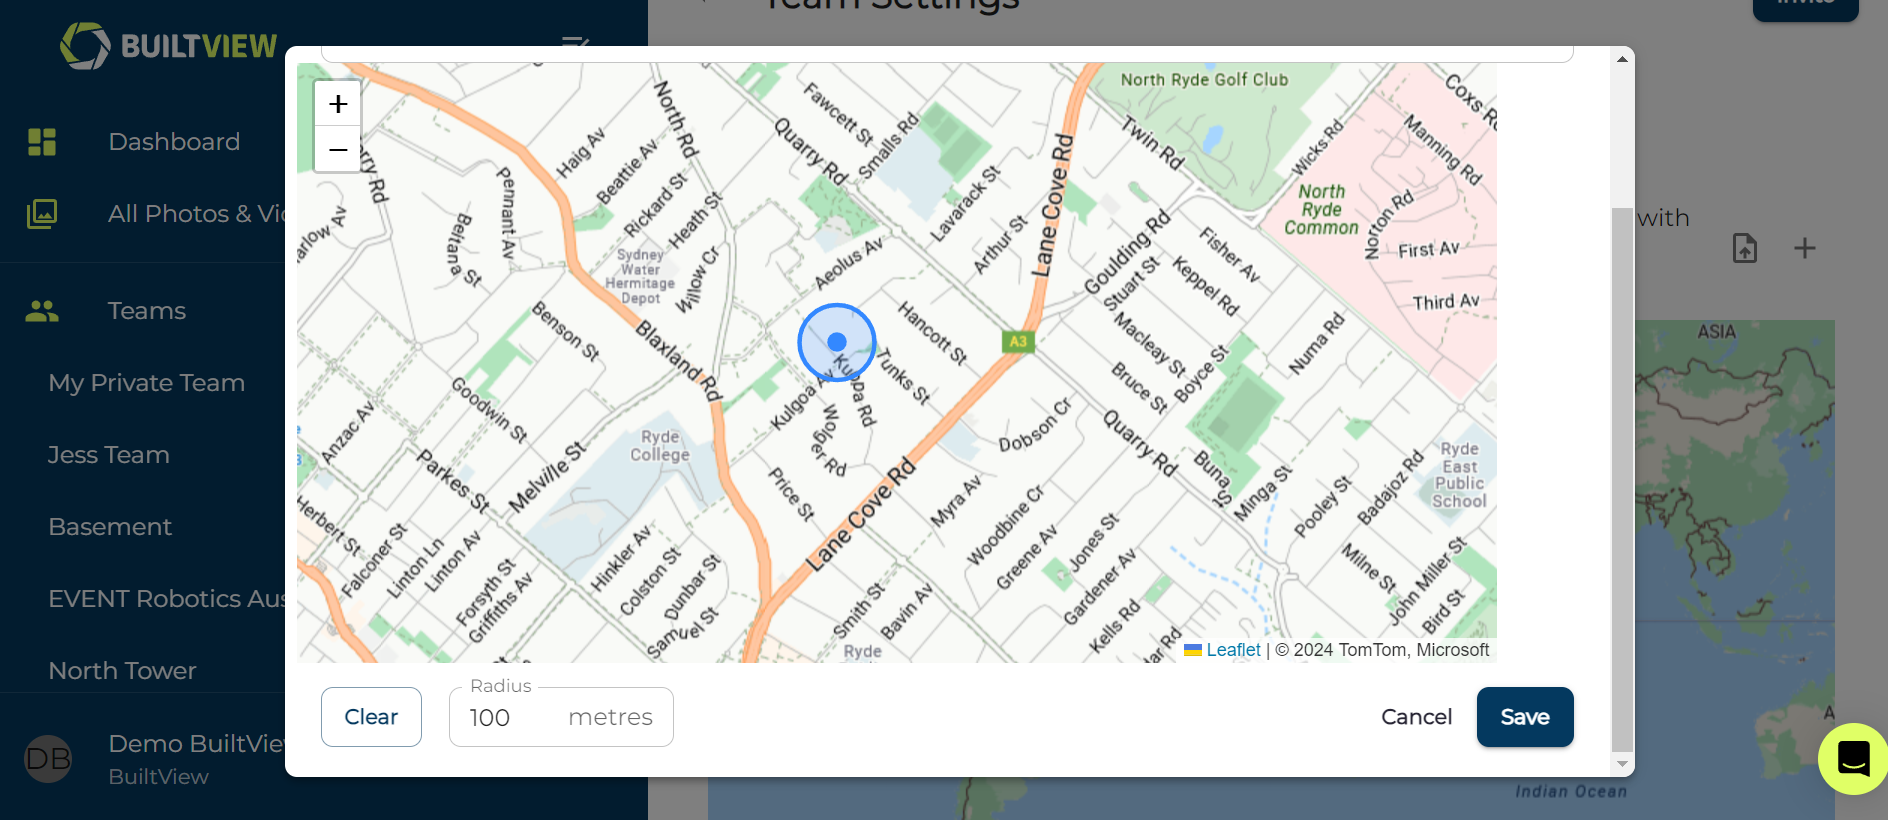 Team Settings
Invite
BUILTVIEW
Dashboard
All Photos & Vi
Teams
My Private Team
Jess Team
Basement
EVENT Robotics Aus
North Tower
DB
Demo BuiltView
BuiltView
with
ASIA
Indian Ocean
+
−
North Ryde Golf Club
Coxs
Fawcett St
North Rd
Quarry Rd
Smalls Rd
Twin Rd
Wicks Rd
Manning Rd
Haig Av
Beattie Av
Lane Cove Rd
Pennant Av
Rickard St
Lavarack St
North
Ryde
Common
Norton Rd
Heath St
Arthur St
Goulding Rd
Fisher Av
First Av
Beltana St
Sydney
Water
Hermitage
Depot
Willow Cr
Aeolus Av
Stuart St
Keppel Rd
Third Av
Benson St
Blaxland Rd
Hancott St
A3
Macleay St
Numa Rd
Tunks St
Bruce St
Boyce St
Goodwin St
Kulgoa Av
Kuppa Rd
Wolger Rd
Anzac Av
Ryde
College
Dobson Cr
Quarry Rd
Parkes St
Melville St
Price St
Lane Cove Rd
Myra Av
Buna St
Minga St
Pooley St
Badajoz Rd
Ryde
East
Public
School
Herbert St
Falconer St
Linton Ln
Linton Av
Hinkler Av
Woodbine Cr
Greene Av
Jones St
Forsyth St
Griffiths Av
Colston St
Dunbar St
Samuel St
Smith St
Bavin Av
Gardener Av
Kells Rd
Milne St
John Miller St
Bird St
Ryde
Leaflet | © 2024 TomTom, Microsoft
Clear
Radius
100 metres
Cancel
Save